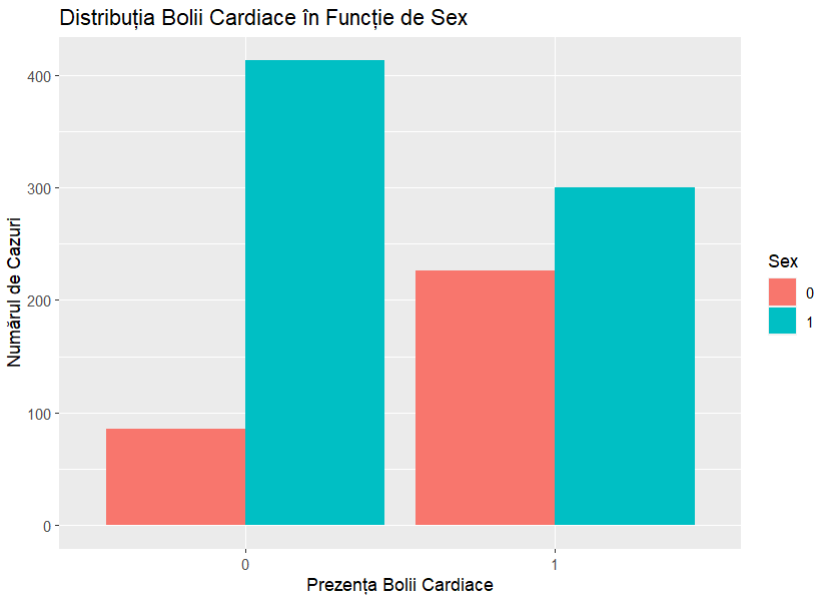 Distribuția Bolii Cardiace în Funcție de Sex
Numărul de Cazuri
400
300
200
100
0
0
1
Prezența Bolii Cardiace
Sex
0
1